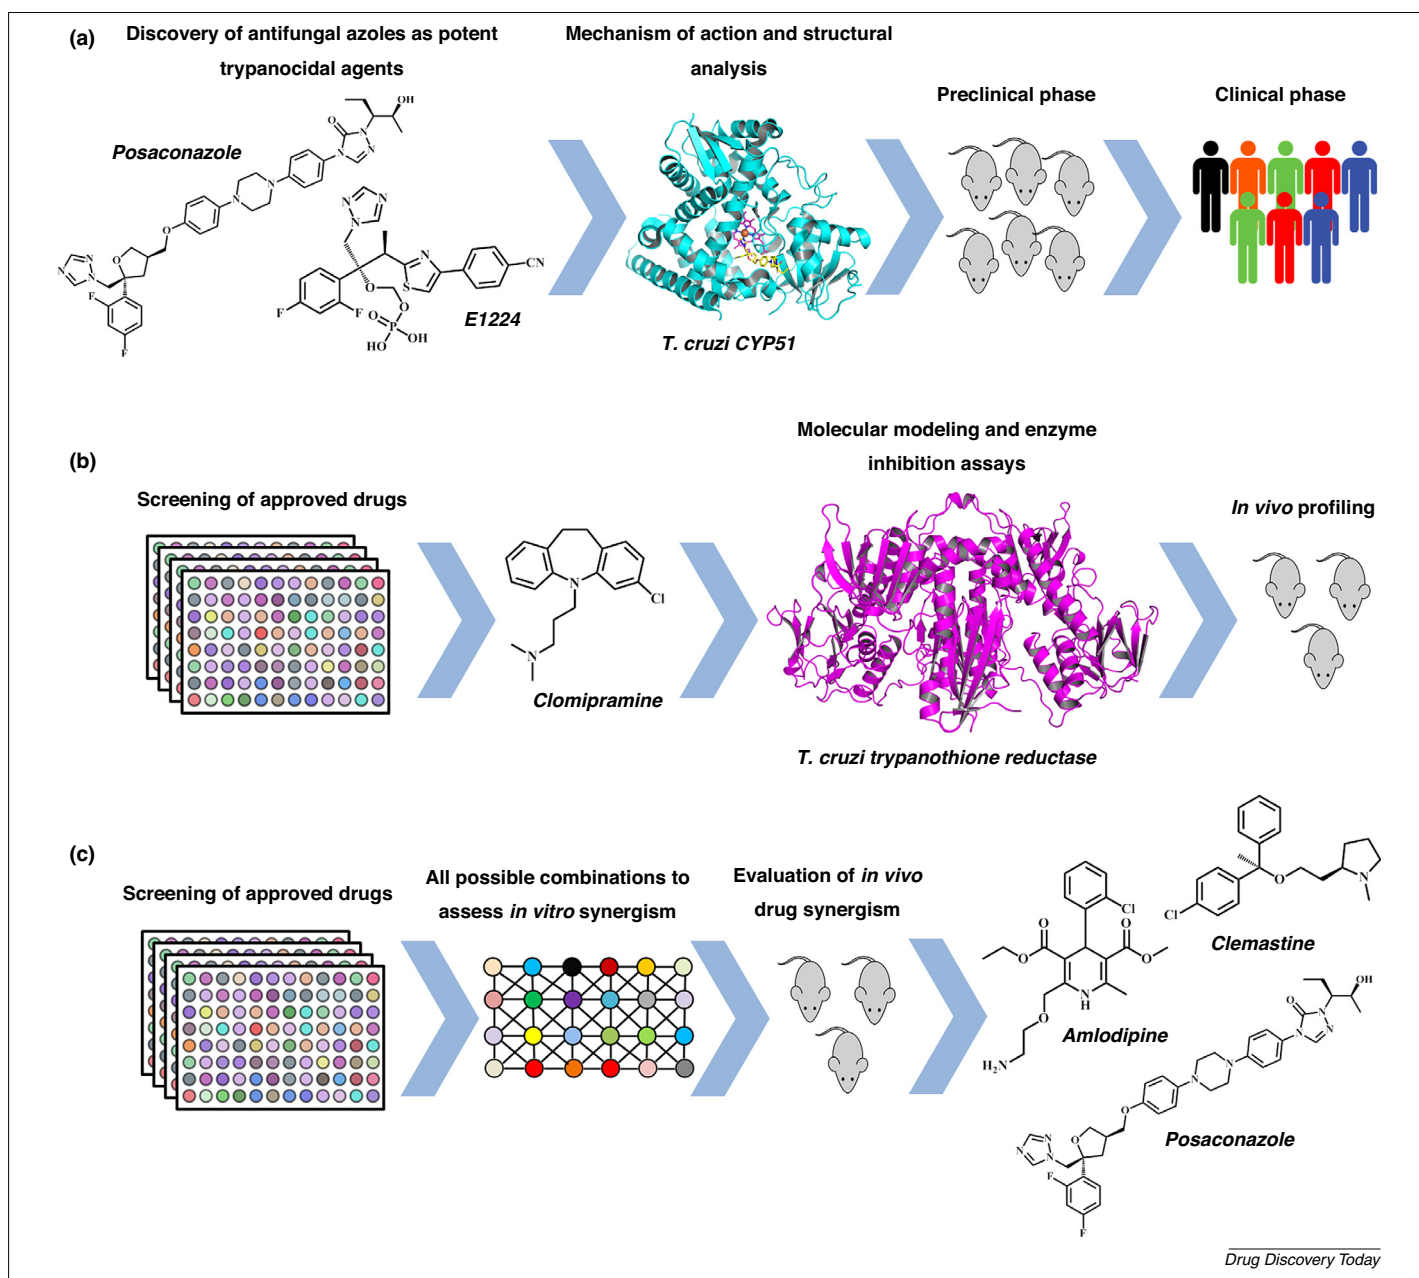 (a)
Discovery of antifungal azoles as potent
trypanocidal agents
Mechanism of action and structural
analysis
Preclinical phase
Clinical phase
OH
O
N
N
N
Posaconazole
N
N
O
O
N
N
N
F
F
N
N
N
S
N
CN
O
F
F
O
O
P
OH
HO
E1224
T. cruzi CYP51
(b)
Screening of approved drugs
Molecular modeling and enzyme
inhibition assays
In vivo profiling
N
Cl
N
Clomipramine
T. cruzi trypanothione reductase
(c)
Screening of approved drugs
All possible combinations to
assess in vitro synergism
Evaluation of in vivo
drug synergism
Cl
O
N
Clemastine
Cl
O
O
O
O
N
H
O
H₂N
Amlodipine
OH
O
N
N
N
N
N
O
Posaconazole
O
N
N
N
F
F
Drug Discovery Today